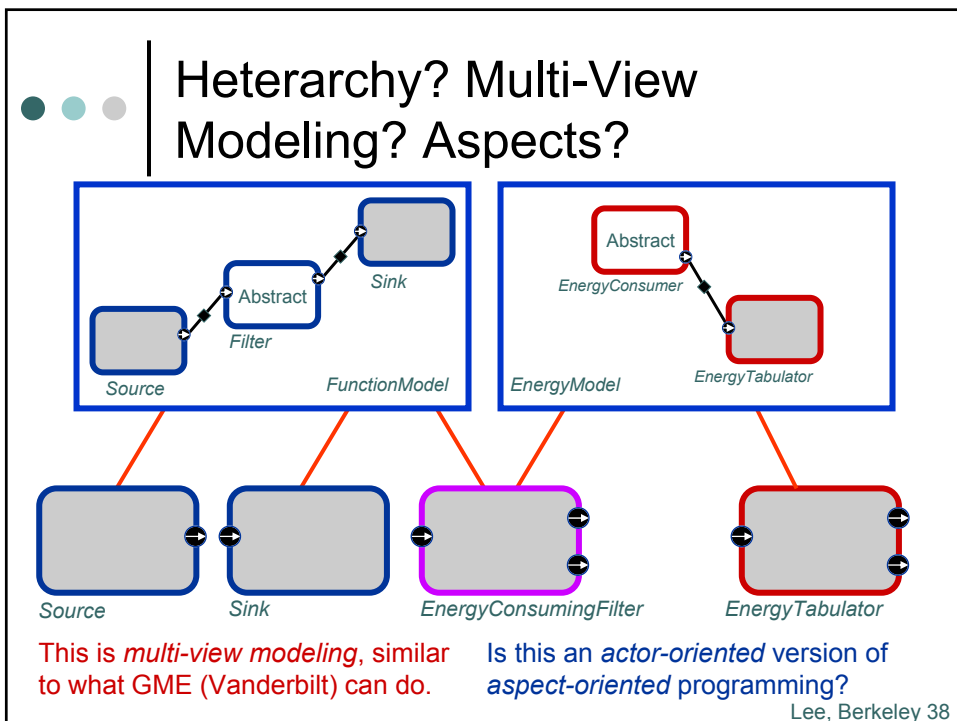 Heterarchy? Multi-View
Modeling? Aspects?
Sink
Abstract
Filter
Source
FunctionModel
Abstract
EnergyConsumer
EnergyTabulator
EnergyModel
Source
Sink
EnergyConsumingFilter
EnergyTabulator
This is multi-view modeling, similar
to what GME (Vanderbilt) can do.
Is this an actor-oriented version of
aspect-oriented programming?
Lee, Berkeley 38